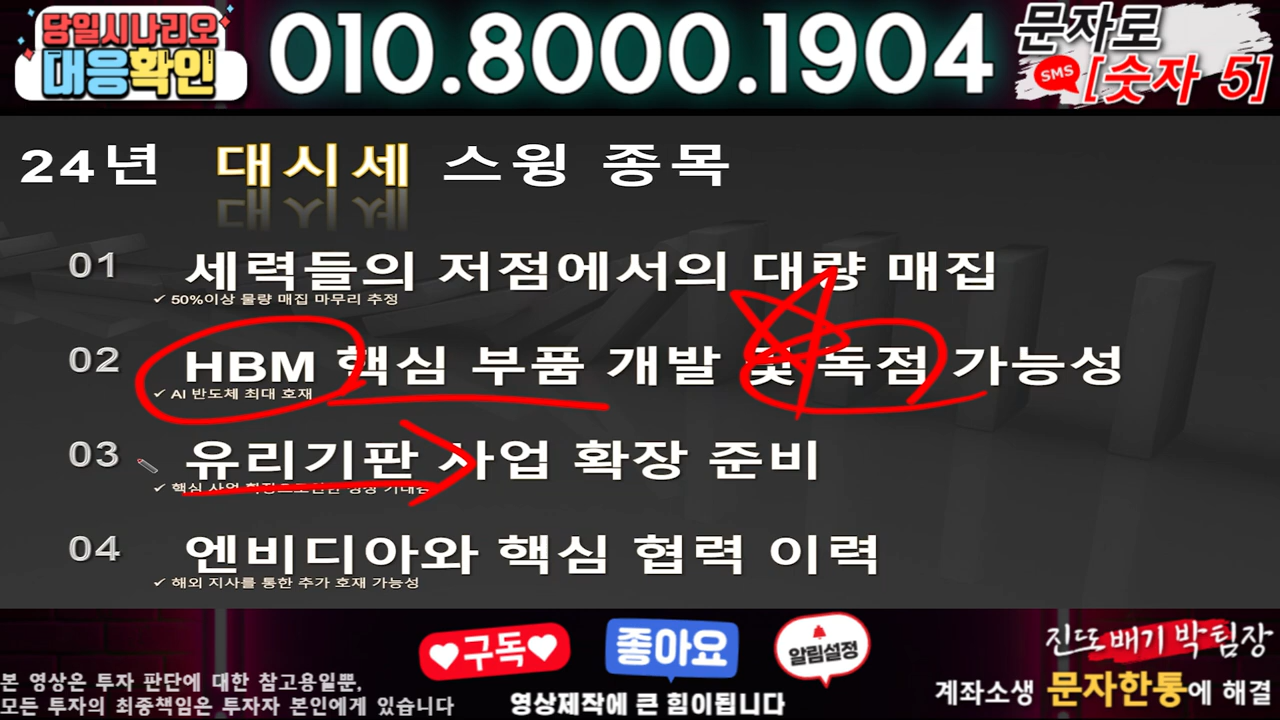 당일시나리오
대응확인
010.8000.1904
문자로
SMS [숫자 5]
24년 대시세 스윙 종목
01 세력들의 저점에서의 대량 매집
✓ 50%이상 물량 매집 마무리 추정
02 HBM 핵심 부품 개발 및 독점 가능성
✓ AI 반도체 최대 호재
03 유리기판 사업 확장 준비
✓ 핵심 사업
04 엔비디아와 핵심 협력 이력
✓ 해외 지사를 통한 추가 호재 가능성
구독
좋아요
알림설정
영상제작에 큰 힘이됩니다
본 영상은 투자 판단에 대한 참고용일뿐,
모든 투자의 최종책임은 투자자 본인에게 있습니다
진또배기 박팀장
계좌소생 문자한통에 해결